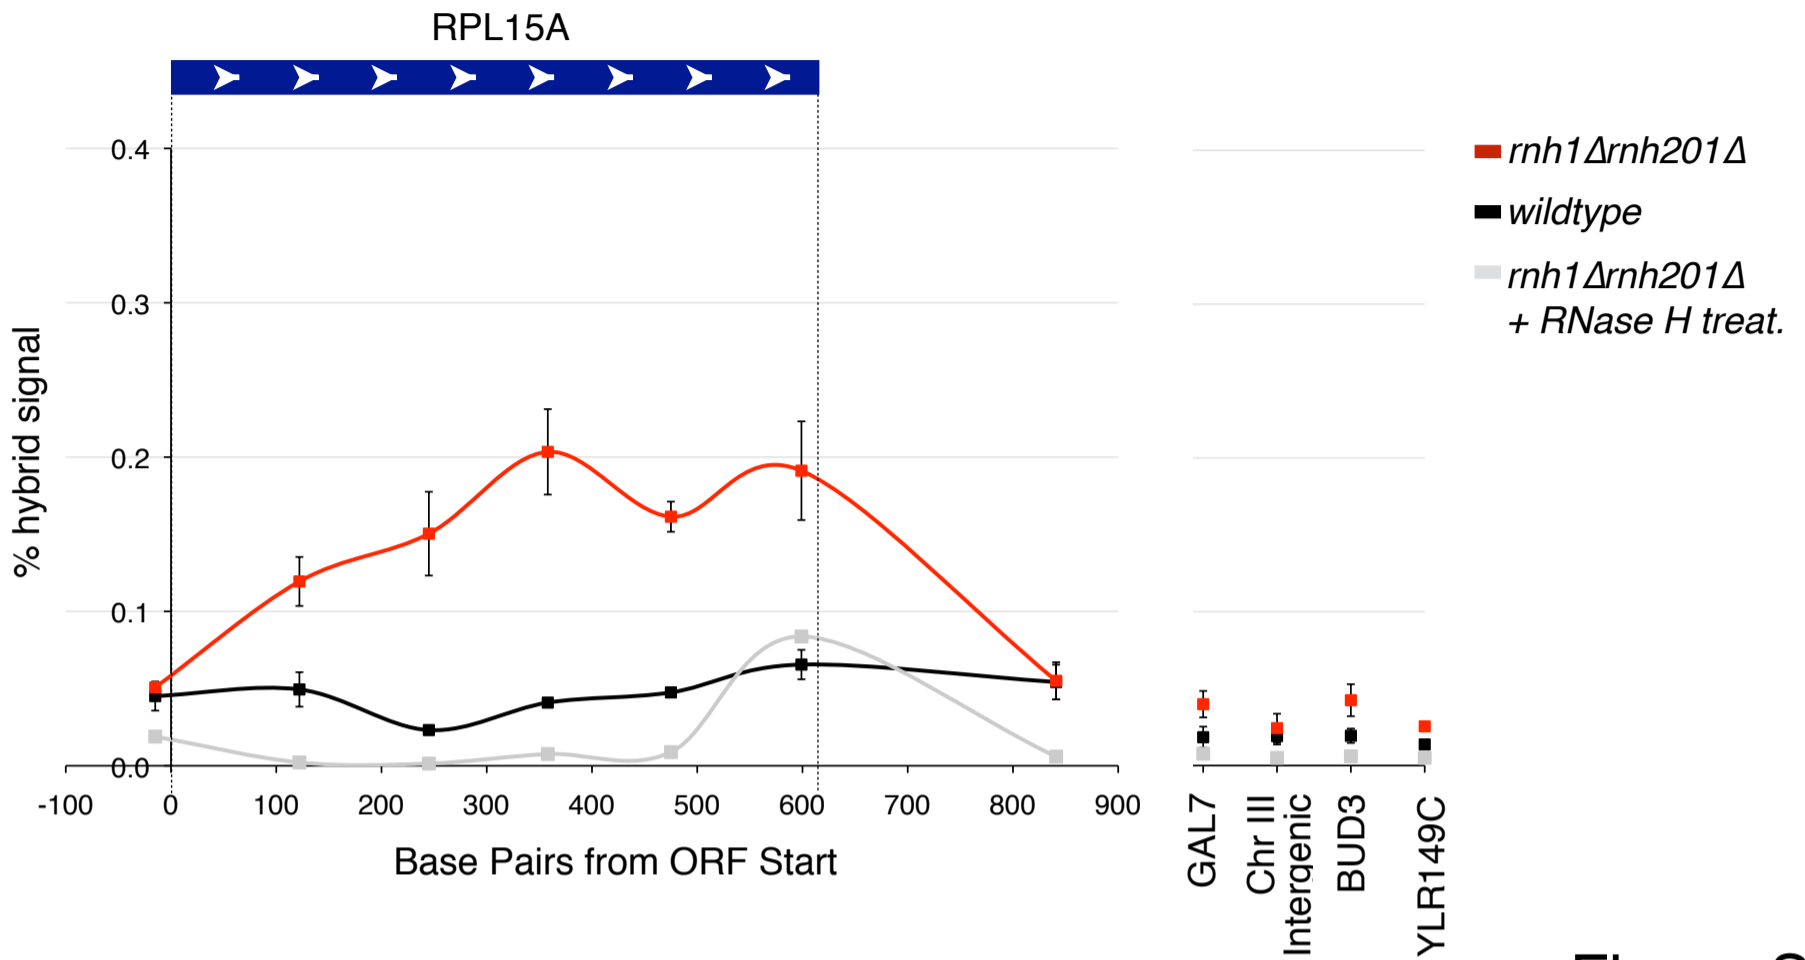 RPL15A
0.4
0.3
0.2
0.1
0.0
% hybrid signal
-100 0 100 200 300 400 500 600 700 800 900
Base Pairs from ORF Start
GAL7
Chr III
Intergenic
BUD3
YLR149C
rnh1Δrnh201Δ
wildtype
rnh1Δrnh201Δ
+ RNase H treat.